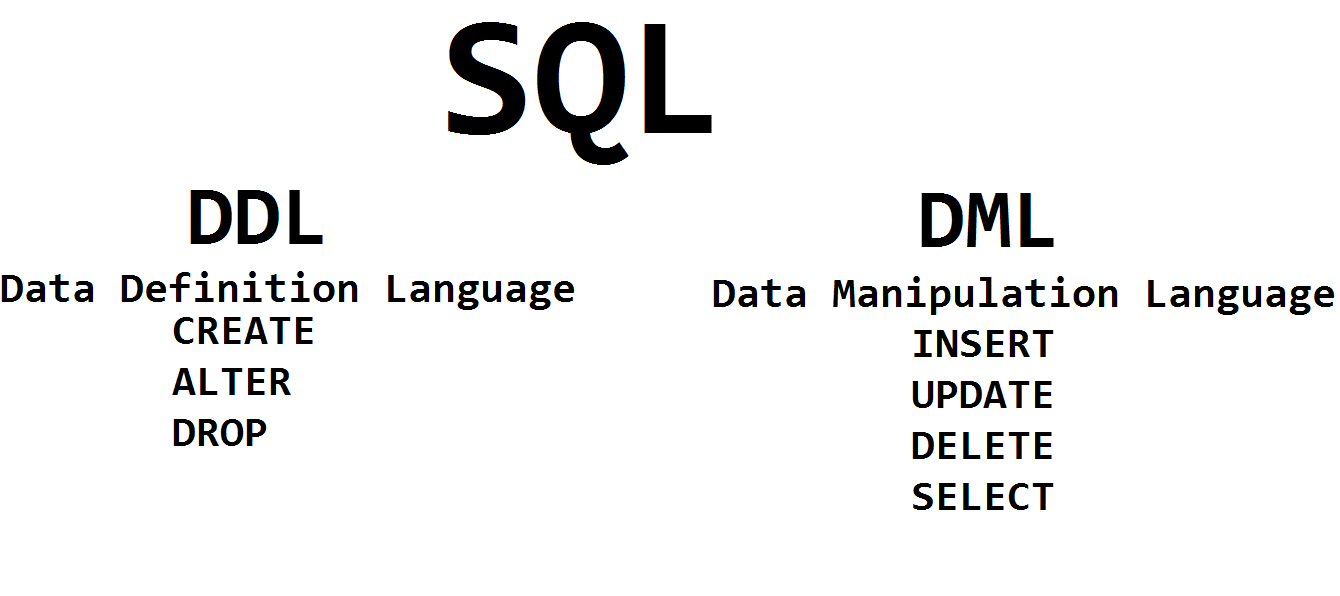 SQL
DDL
Data Definition Language
CREATE
ALTER
DROP
DML
Data Manipulation Language
INSERT
UPDATE
DELETE
SELECT